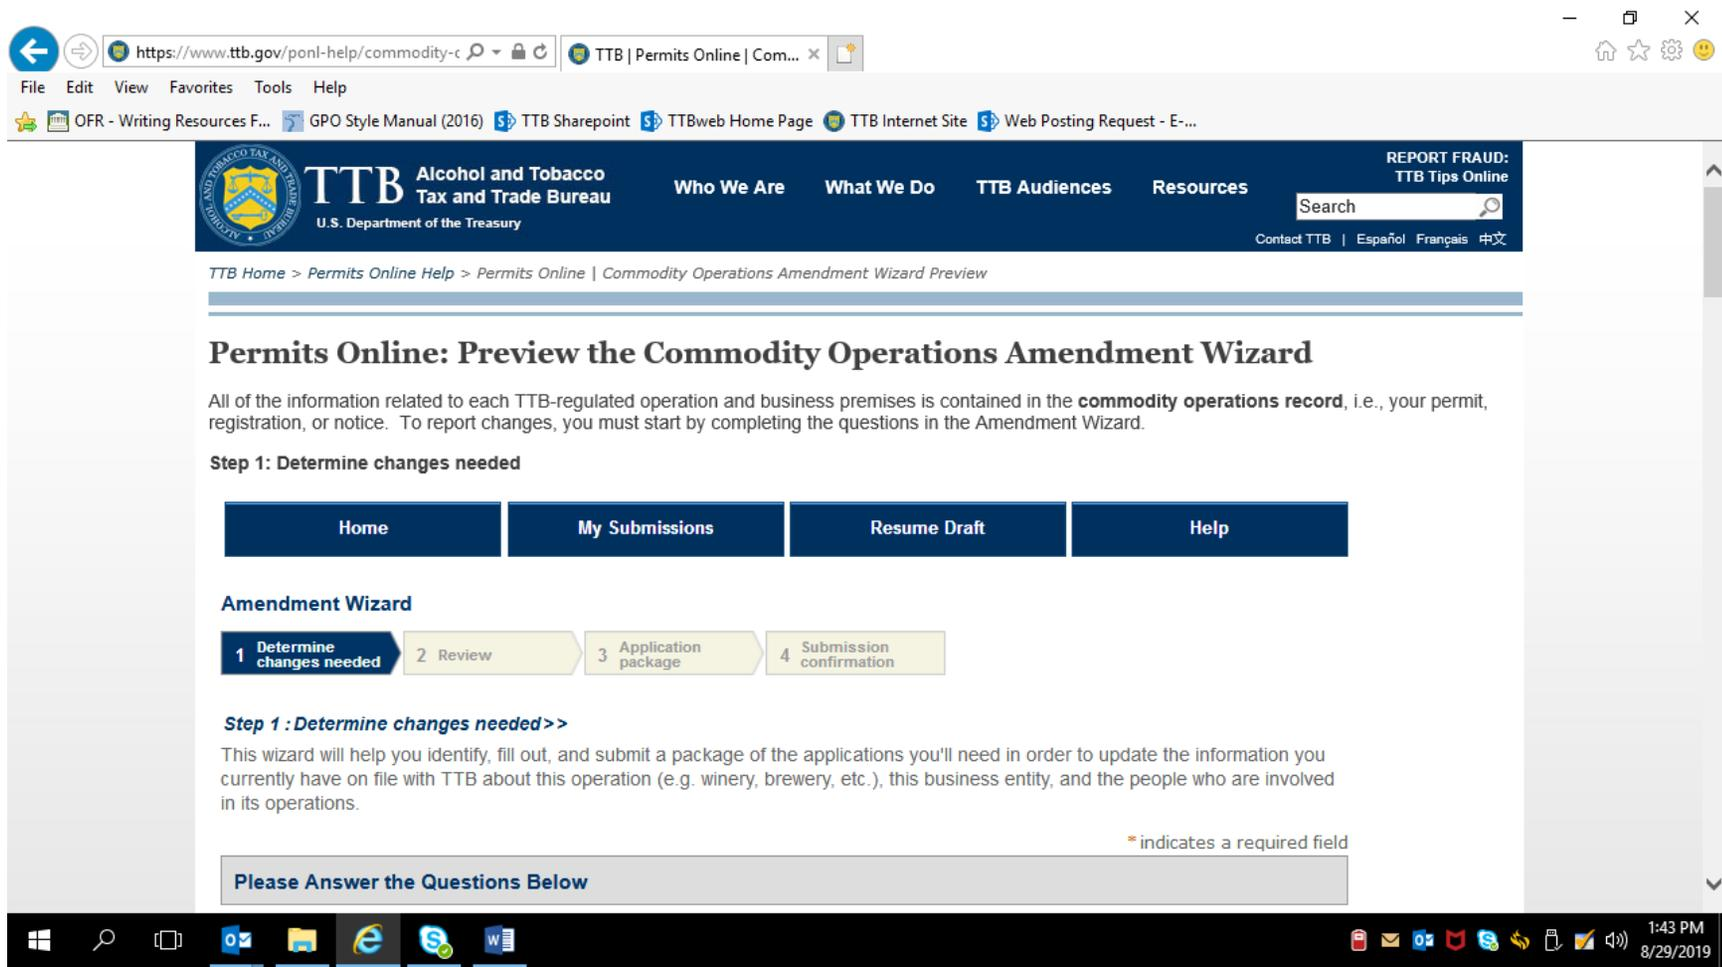 https://www.ttb.gov/ponl-help/commodity-c
TTB | Permits Online | Com...
File Edit View Favorites Tools Help
OFR - Writing Resources F... GPO Style Manual (2016) TTB Sharepoint TTBweb Home Page TTB Internet Site Web Posting Request - E-...
TTB Alcohol and Tobacco
Tax and Trade Bureau
U.S. Department of the Treasury
Who We Are What We Do TTB Audiences Resources
REPORT FRAUD:
TTB Tips Online
Search
Contact TTB | Español Français 中文
TTB Home > Permits Online Help > Permits Online | Commodity Operations Amendment Wizard Preview
Permits Online: Preview the Commodity Operations Amendment Wizard
All of the information related to each TTB-regulated operation and business premises is contained in the commodity operations record, i.e., your permit,
registration, or notice. To report changes, you must start by completing the questions in the Amendment Wizard.
Step 1: Determine changes needed
Home My Submissions Resume Draft Help
Amendment Wizard
1 Determine
changes needed
2 Review
3 Application
package
4 Submission
confirmation
Step 1 : Determine changes needed>>
This wizard will help you identify, fill out, and submit a package of the applications you'll need in order to update the information you
currently have on file with TTB about this operation (e.g. winery, brewery, etc.), this business entity, and the people who are involved
in its operations.
* indicates a required field
Please Answer the Questions Below
1:43 PM
8/29/2019